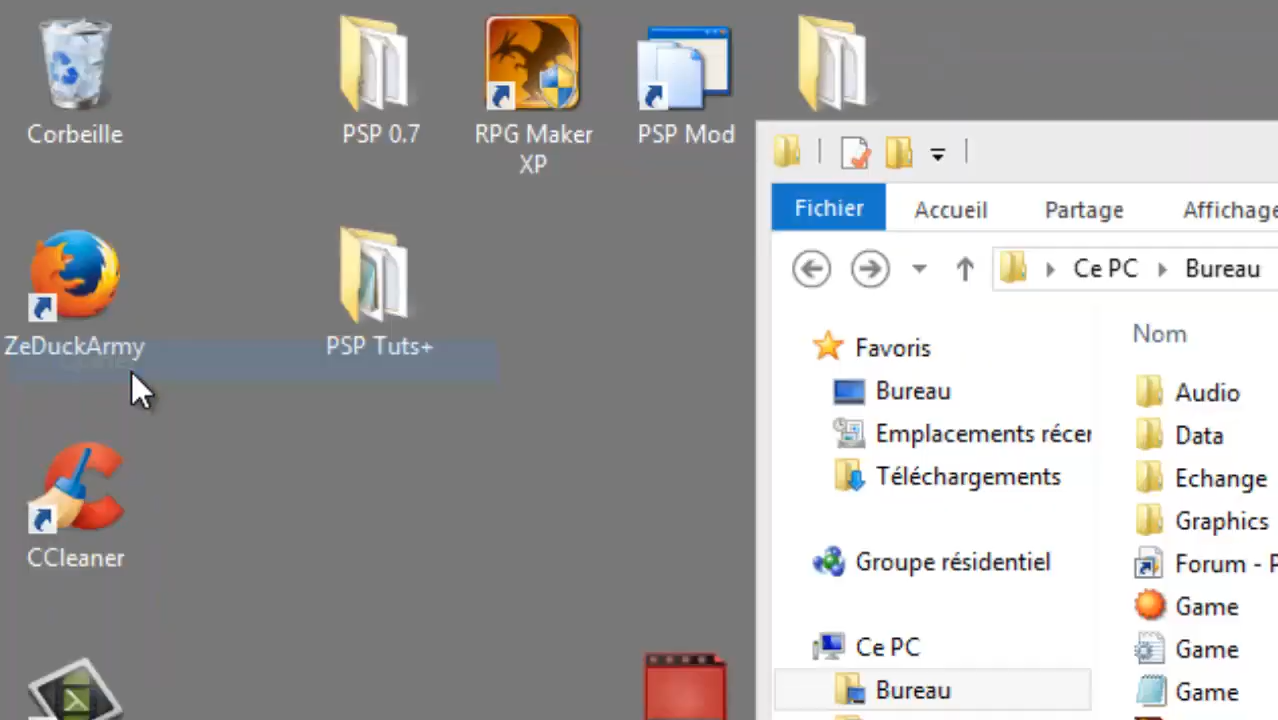 Corbeille
PSP 0.7
RPG Maker
XP
PSP Mod
ZeDuckArmy
PSP Tuts+
CCleaner
Fichier
Accueil
Partage
Affichage
Ce PC
Bureau
Favoris
Bureau
Emplacements récen
Téléchargements
Groupe résidentiel
Ce PC
Bureau
Nom
Audio
Data
Echange
Graphics
Forum - P
Game
Game
Game